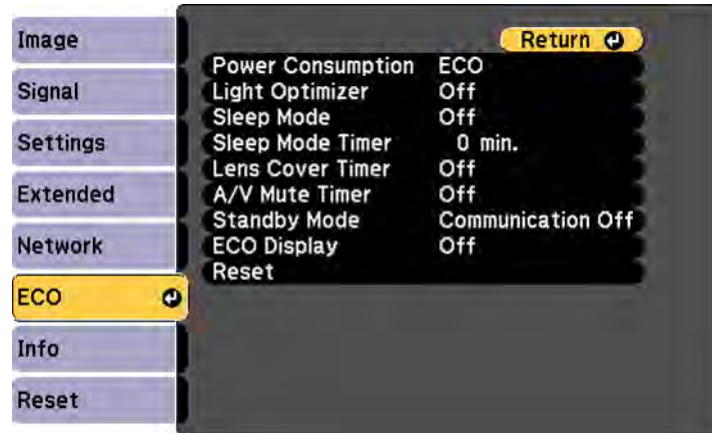 Image
Signal
Settings
Extended
Network
ECO
Info
Reset
Return
Power Consumption ECO
Light Optimizer Off
Sleep Mode Off
Sleep Mode Timer 0 min.
Lens Cover Timer Off
A/V Mute Timer Off
Standby Mode Communication Off
ECO Display Off
Reset